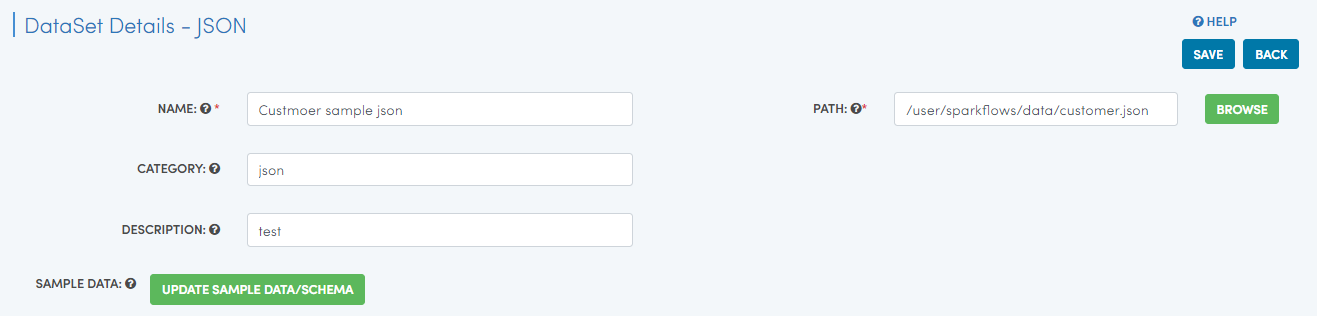 DataSet Details - JSON
HELP
SAVE BACK
NAME: * Custmoer sample json PATH: * /user/sparkflows/data/customer.json BROWSE
CATEGORY: json
DESCRIPTION: test
SAMPLE DATA: UPDATE SAMPLE DATA/SCHEMA